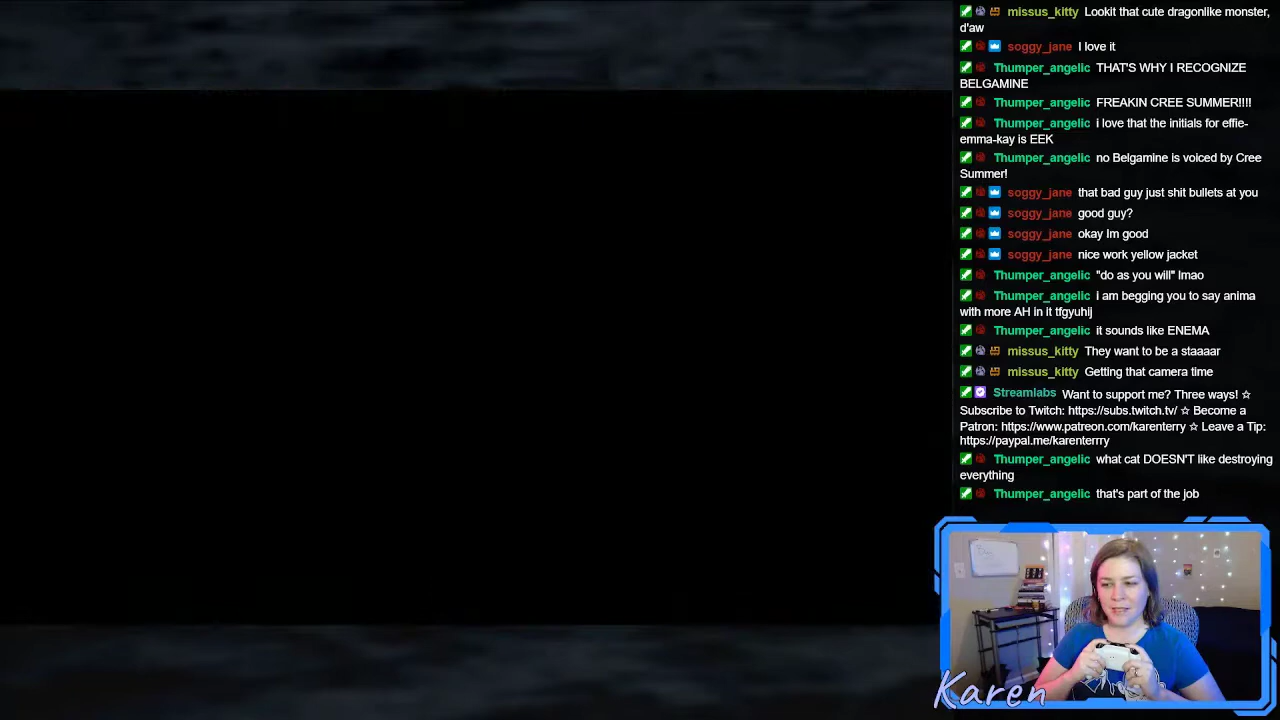 missus_kitty Lookit that cute dragonlike monster,
d'aw
soggy_jane I love it
Thumper_angelic THAT'S WHY I RECOGNIZE
BELGAMINE
Thumper_angelic FREAKIN CREE SUMMER!!!!
Thumper_angelic i love that the initials for effie-
emma-kay is EEK
Thumper_angelic no Belgamine is voiced by Cree
Summer!
soggy_jane that bad guy just shit bullets at you
soggy_jane good guy?
soggy_jane okay Im good
soggy_jane nice work yellow jacket
Thumper_angelic "do as you will" lmao
Thumper_angelic I am begging you to say anima
with more AH in it tfgyuhij
Thumper_angelic it sounds like ENEMA
missus_kitty They want to be a staaaar
missus_kitty Getting that camera time
Streamlabs Want to support me? Three ways! ☆
Subscribe to Twitch: https://subs.twitch.tv/ ☆ Become a
Patron: https://www.patreon.com/karenterry ☆ Leave a Tip:
https://paypal.me/karenterrry
Thumper_angelic what cat DOESN'T like destroying
everything
Thumper_angelic that's part of the job
Karen